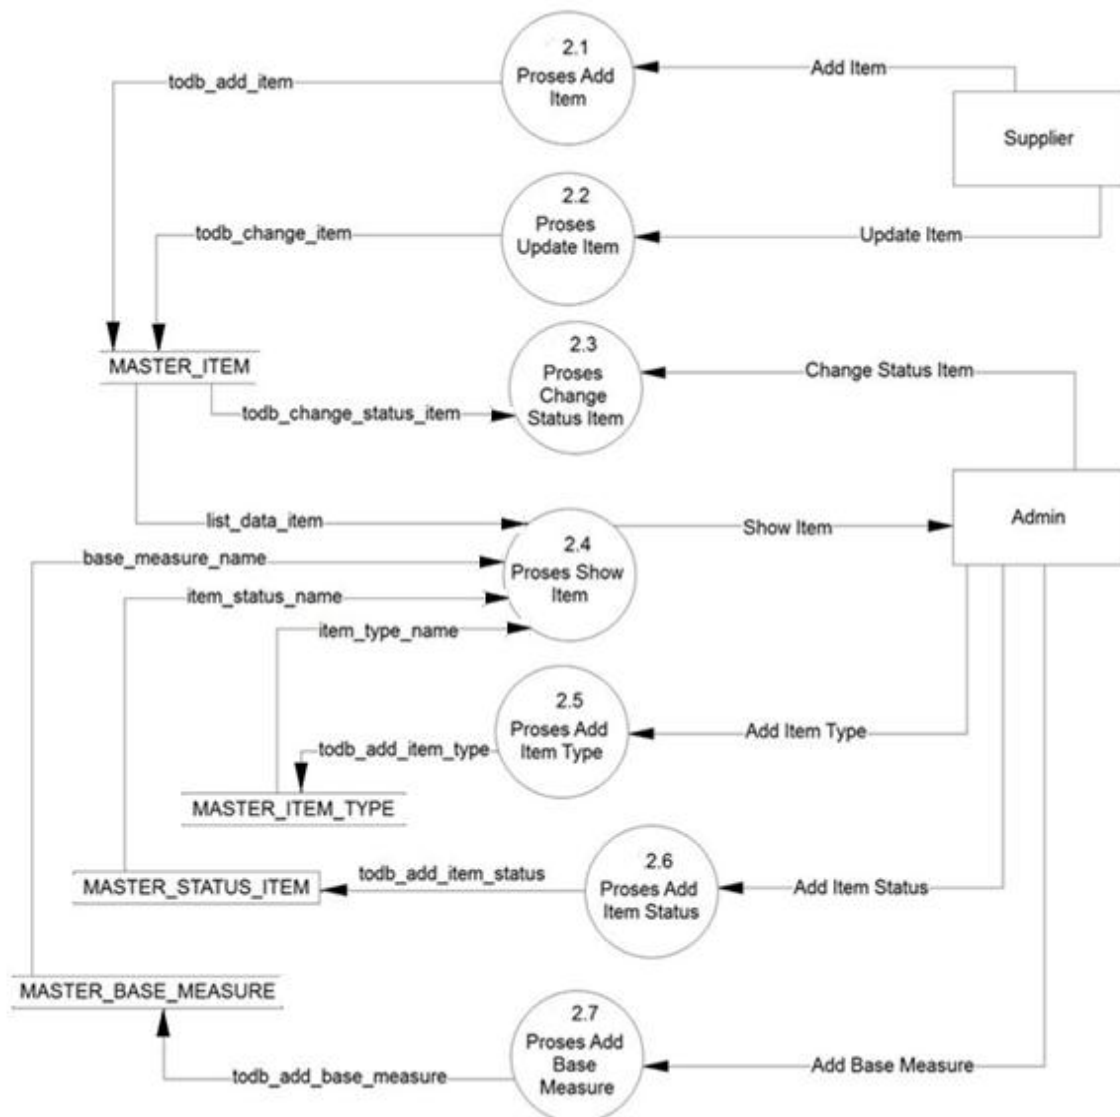 2.1
Proses Add
Item
todb_add_item
Add Item
Supplier
2.2
Proses
Update Item
todb_change_item
Update Item
MASTER_ITEM
2.3
Proses
Change
Status Item
Change Status Item
todb_change_status_item
Admin
list_data_item
2.4
Proses Show
Item
Show Item
base_measure_name
item_status_name
item_type_name
2.5
Proses Add
Item Type
Add Item Type
todb_add_item_type
MASTER_ITEM_TYPE
2.6
Proses Add
Item Status
todb_add_item_status
Add Item Status
MASTER_STATUS_ITEM
MASTER_BASE_MEASURE
2.7
Proses Add
Base
Measure
Add Base Measure
todb_add_base_measure